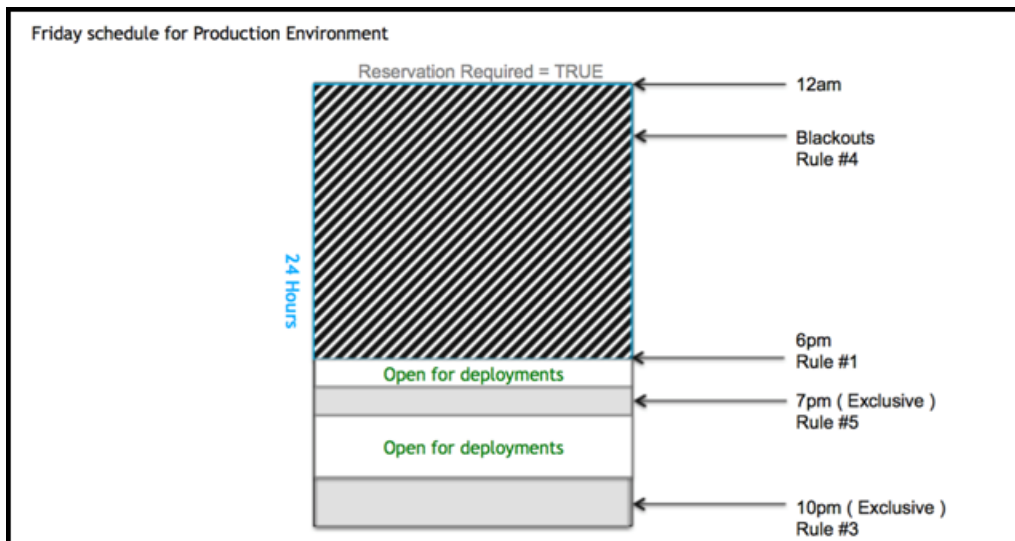 Friday schedule for Production Environment
Reservation Required = TRUE
12am
Blackouts
Rule #4
24 Hours
6pm
Rule #1
Open for deployments
7pm ( Exclusive )
Rule #5
Open for deployments
10pm ( Exclusive )
Rule #3